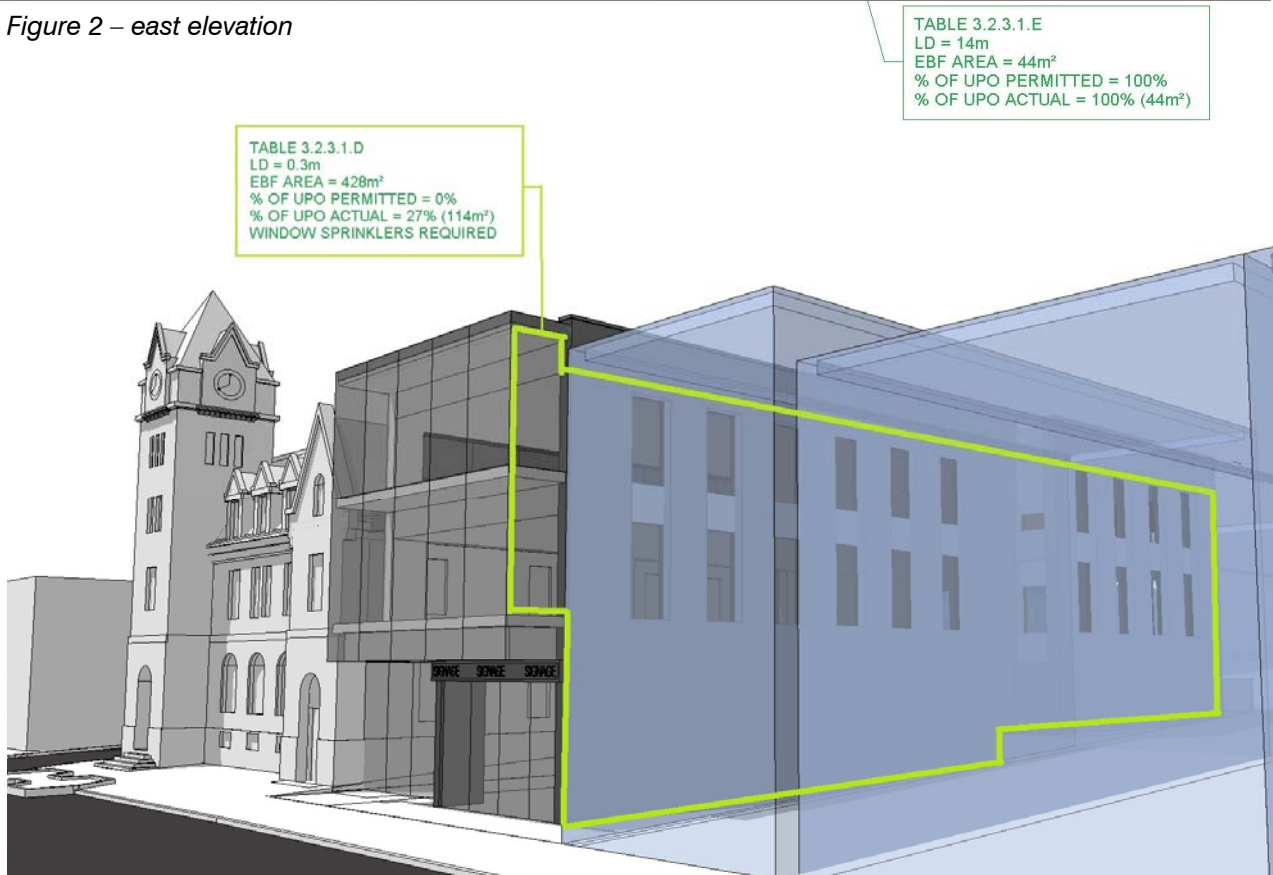 Figure 2 – east elevation
TABLE 3.2.3.1.E
LD = 14m
EBF AREA = 44m²
% OF UPO PERMITTED = 100%
% OF UPO ACTUAL = 100% (44m²)
TABLE 3.2.3.1.D
LD = 0.3m
EBF AREA = 428m²
% OF UPO PERMITTED = 0%
% OF UPO ACTUAL = 27% (114m²)
WINDOW SPRINKLERS REQUIRED
SIGNAGE SIGNAGE SIGNAGE